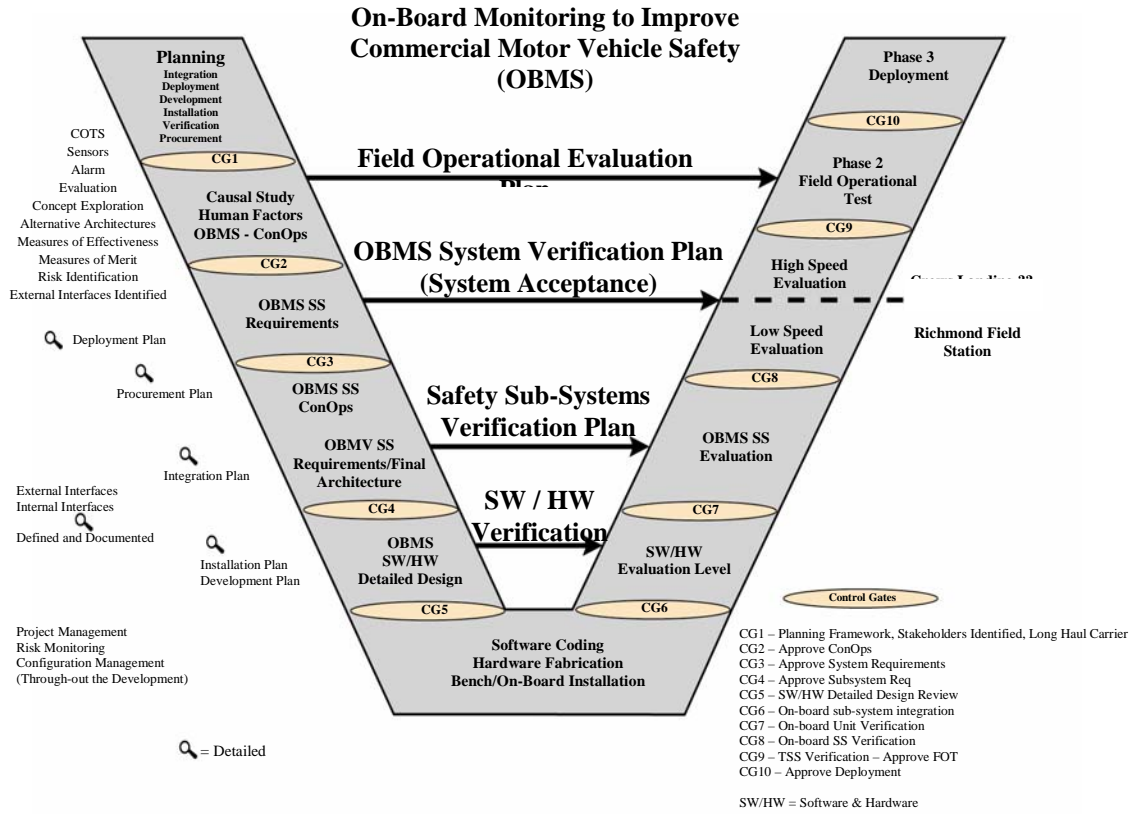 On-Board Monitoring to Improve
Commercial Motor Vehicle Safety
(OBMS)
Planning
Integration
Deployment
Development
Installation
Verification
Procurement
CG1
Causal Study
Human Factors
OBMS - ConOps
CG2
OBMS SS
Requirements
CG3
OBMS SS
ConOps
OBMV SS
Requirements/Final
Architecture
CG4
OBMS
SW/HW
Detailed Design
CG5
Software Coding
Hardware Fabrication
Bench/On-Board Installation
CG6
SW/HW
Evaluation Level
CG7
OBMS SS
Evaluation
CG8
Low Speed
Evaluation
High Speed
Evaluation
CG9
Phase 2
Field Operational
Test
CG10
Phase 3
Deployment
Field Operational Evaluation
Plan
OBMS System Verification Plan
(System Acceptance)
Safety Sub-Systems
Verification Plan
SW / HW
Verification
Richmond Field
Station
COTS
Sensors
Alarm
Evaluation
Concept Exploration
Alternative Architectures
Measures of Effectiveness
Measures of Merit
Risk Identification
External Interfaces Identified
Deployment Plan
Procurement Plan
Integration Plan
External Interfaces
Internal Interfaces
Defined and Documented
Installation Plan
Development Plan
Project Management
Risk Monitoring
Configuration Management
(Through-out the Development)
= Detailed
Control Gates
CG1 – Planning Framework, Stakeholders Identified, Long Haul Carrier
CG2 – Approve ConOps
CG3 – Approve System Requirements
CG4 – Approve Subsystem Req
CG5 – SW/HW Detailed Design Review
CG6 – On-board sub-system integration
CG7 – On-board Unit Verification
CG8 – On-board SS Verification
CG9 – TSS Verification – Approve FOT
CG10 – Approve Deployment
SW/HW = Software & Hardware